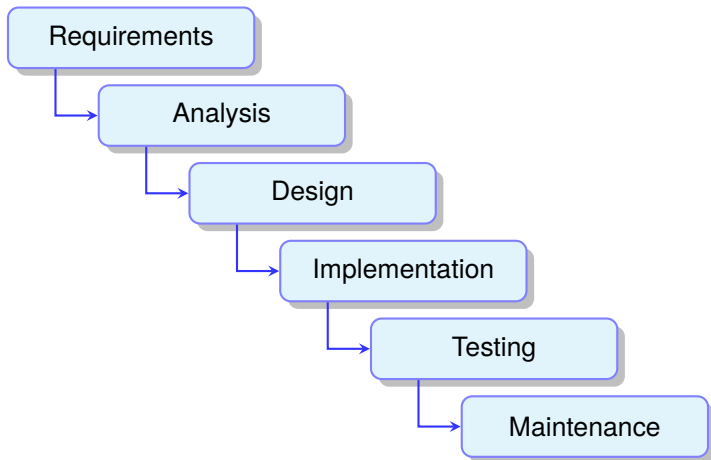 Requirements
Analysis
Design
Implementation
Testing
Maintenance